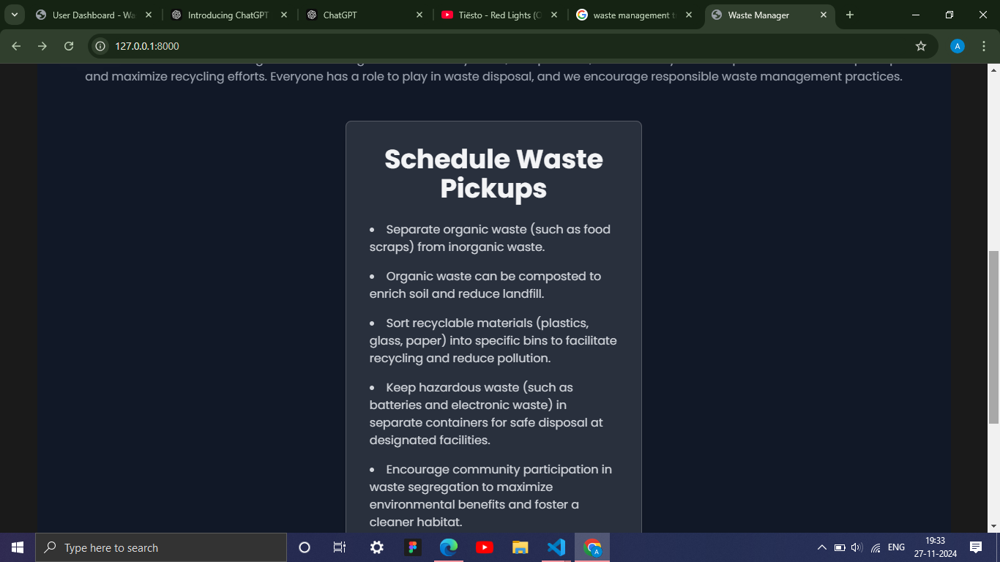 User Dashboard - Wa
Introducing ChatGPT
ChatGPT
Tiësto - Red Lights (O
waste management t
Waste Manager
127.0.0.1:8000
A
and maximize recycling efforts. Everyone has a role to play in waste disposal, and we encourage responsible waste management practices.
Schedule Waste
Pickups
• Separate organic waste (such as food
scraps) from inorganic waste.
• Organic waste can be composted to
enrich soil and reduce landfill.
• Sort recyclable materials (plastics,
glass, paper) into specific bins to facilitate
recycling and reduce pollution.
• Keep hazardous waste (such as
batteries and electronic waste) in
separate containers for safe disposal at
designated facilities.
• Encourage community participation in
waste segregation to maximize
environmental benefits and foster a
cleaner habitat.
Type here to search
A
ENG
19:33
27-11-2024